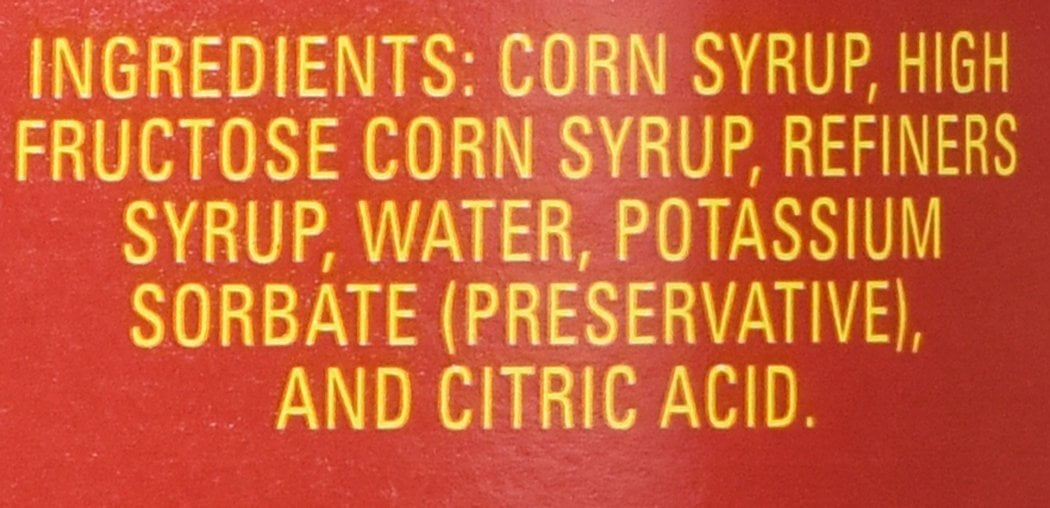 INGREDIENTS: CORN SYRUP, HIGH
FRUCTOSE CORN SYRUP, REFINERS
SYRUP, WATER, POTASSIUM
SORBATE (PRESERVATIVE),
AND CITRIC ACID.